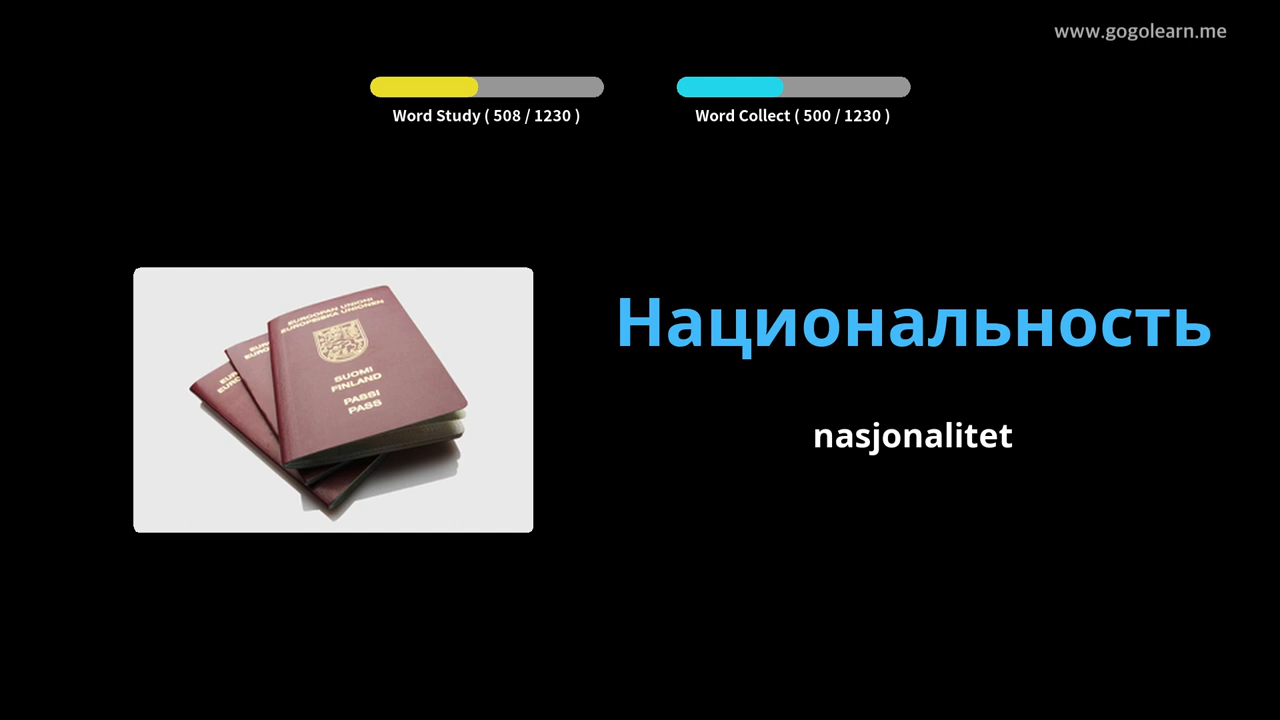 www.gogolearn.me
Word Study ( 508 / 1230 )
Word Collect ( 500 / 1230 )
EUROOPAN UNIONI
EUROPEISKA UNIONEN
SUOMI
FINLAND
PASSI
PASS
Национальность
nasjonalitet